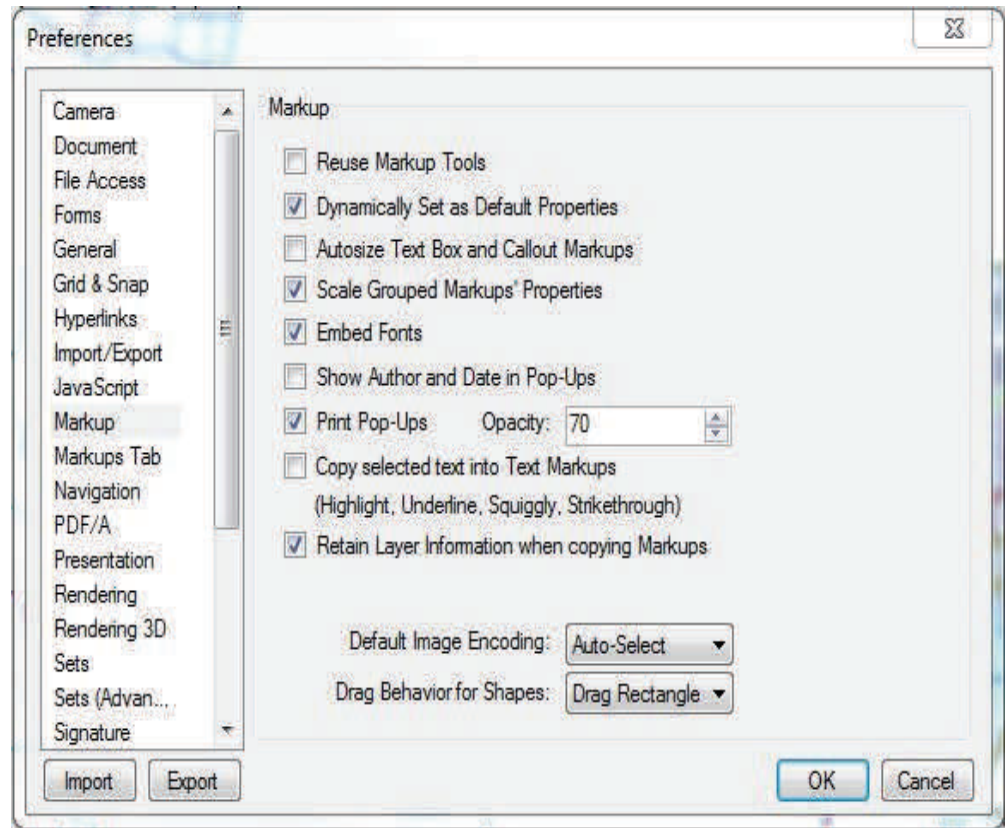 Preferences
Camera
Document
File Access
Forms
General
Grid & Snap
Hyperlinks
Import/Export
JavaScript
Markup
Markups Tab
Navigation
PDF/A
Presentation
Rendering
Rendering 3D
Sets
Sets (Advan...
Signature
Import Export
Markup
Reuse Markup Tools
Dynamically Set as Default Properties
Autosize Text Box and Callout Markups
Scale Grouped Markups' Properties
Embed Fonts
Show Author and Date in Pop-Ups
Print Pop-Ups Opacity: 70
Copy selected text into Text Markups
(Highlight, Underline, Squiggly, Strikethrough)
Retain Layer Information when copying Markups
Default Image Encoding: Auto-Select
Drag Behavior for Shapes: Drag Rectangle
OK Cancel